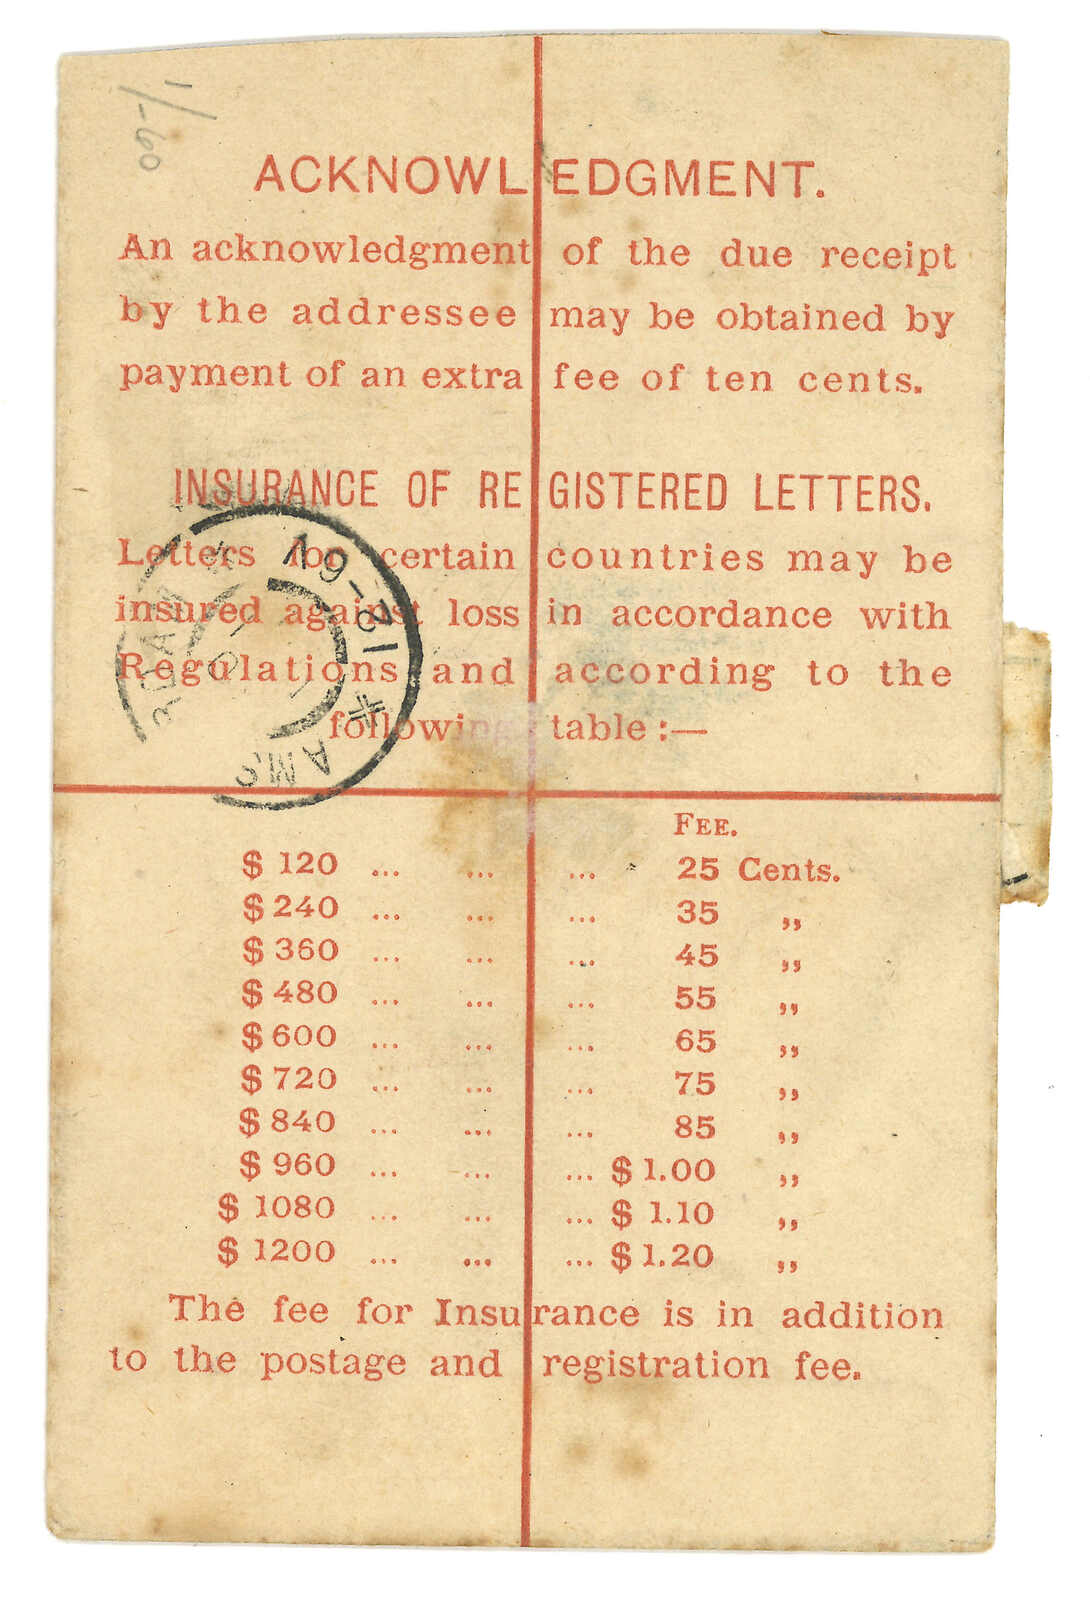 1/-60
ACKNOWLEDGMENT.
An acknowledgment of the due receipt
by the addressee may be obtained by
payment of an extra fee of ten cents.
INSURANCE OF REGISTERED LETTERS.
Letters for certain countries may be
insured against loss in accordance with
Regulations and according to the
following table :—
FEE.
$ 120 ... ... ... 25 Cents.
$ 240 ... ... ... 35 ,,
$ 360 ... ... ... 45 ,,
$ 480 ... ... ... 55 ,,
$ 600 ... ... ... 65 ,,
$ 720 ... ... ... 75 ,,
$ 840 ... ... ... 85 ,,
$ 960 ... ... ... $ 1.00 ,,
$ 1080 ... ... ... $ 1.10 ,,
$ 1200 ... ... ... $ 1.20 ,,
The fee for Insurance is in addition
to the postage and registration fee.